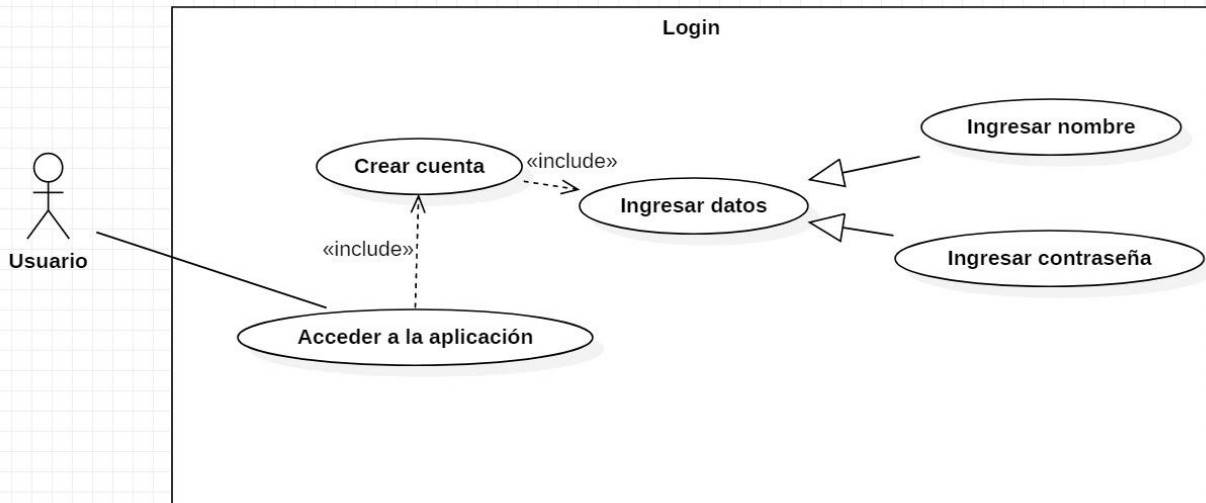 Login
Ingresar nombre
Crear cuenta
«include»
Ingresar datos
«include»
Usuario
Ingresar contraseña
Acceder a la aplicación